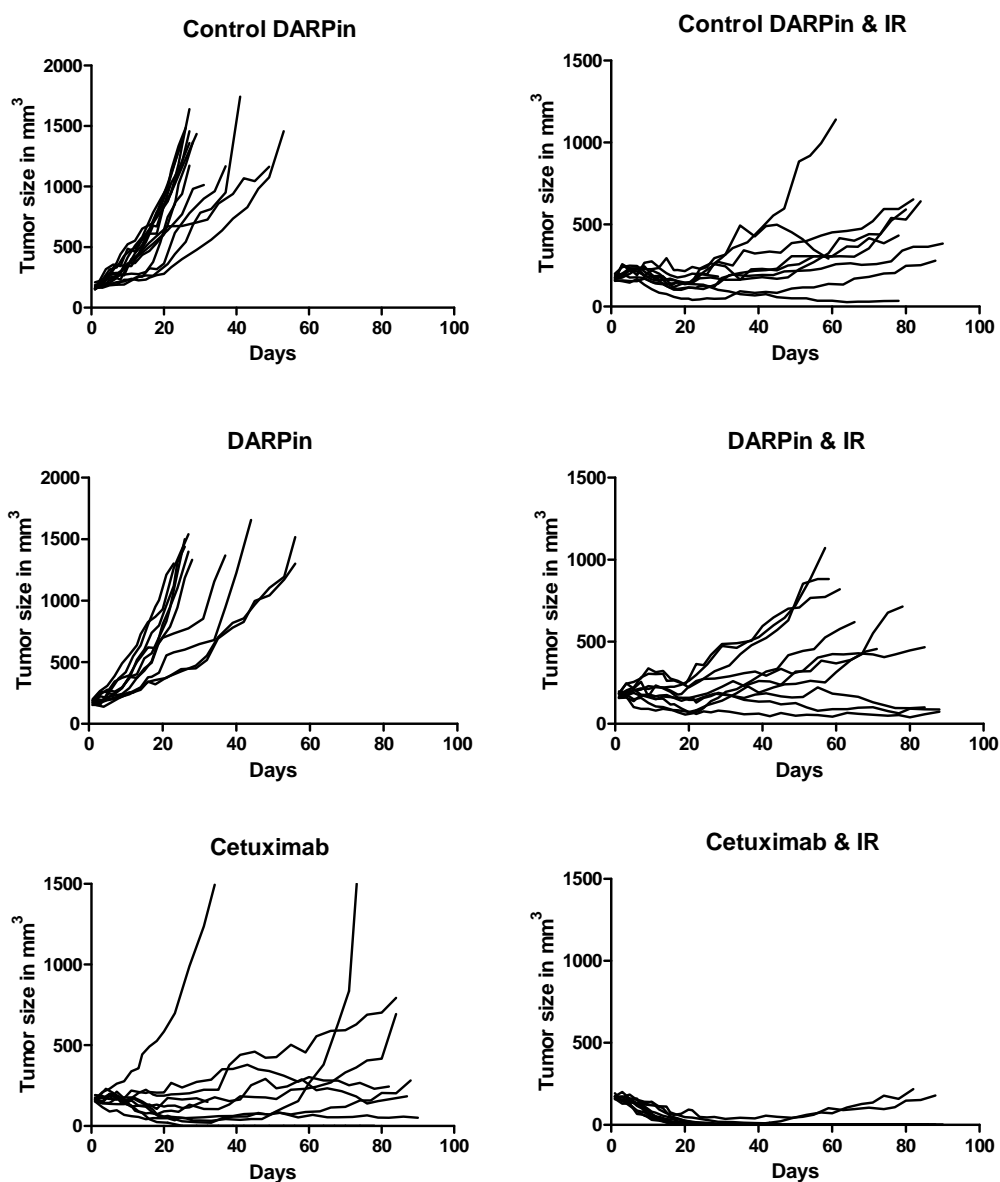 Control DARPin
Tumor size in mm³
2000
1500
1000
500
0
0 20 40 60 80 100
Days
Control DARPin & IR
Tumor size in mm³
1500
1000
500
0
0 20 40 60 80 100
Days
DARPin
Tumor size in mm³
2000
1500
1000
500
0
0 20 40 60 80 100
Days
DARPin & IR
Tumor size in mm³
1500
1000
500
0
0 20 40 60 80 100
Days
Cetuximab
Tumor size in mm³
1500
1000
500
0
0 20 40 60 80 100
Days
Cetuximab & IR
Tumor size in mm³
1500
1000
500
0
0 20 40 60 80 100
Days